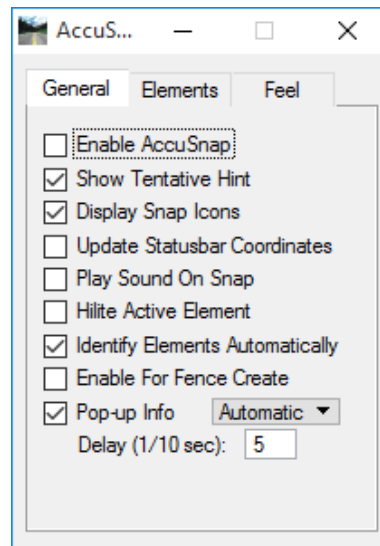 AccuS...
General Elements Feel
Enable AccuSnap
Show Tentative Hint
Display Snap Icons
Update Statusbar Coordinates
Play Sound On Snap
Hilite Active Element
Identify Elements Automatically
Enable For Fence Create
Pop-up Info Automatic
Delay (1/10 sec): 5